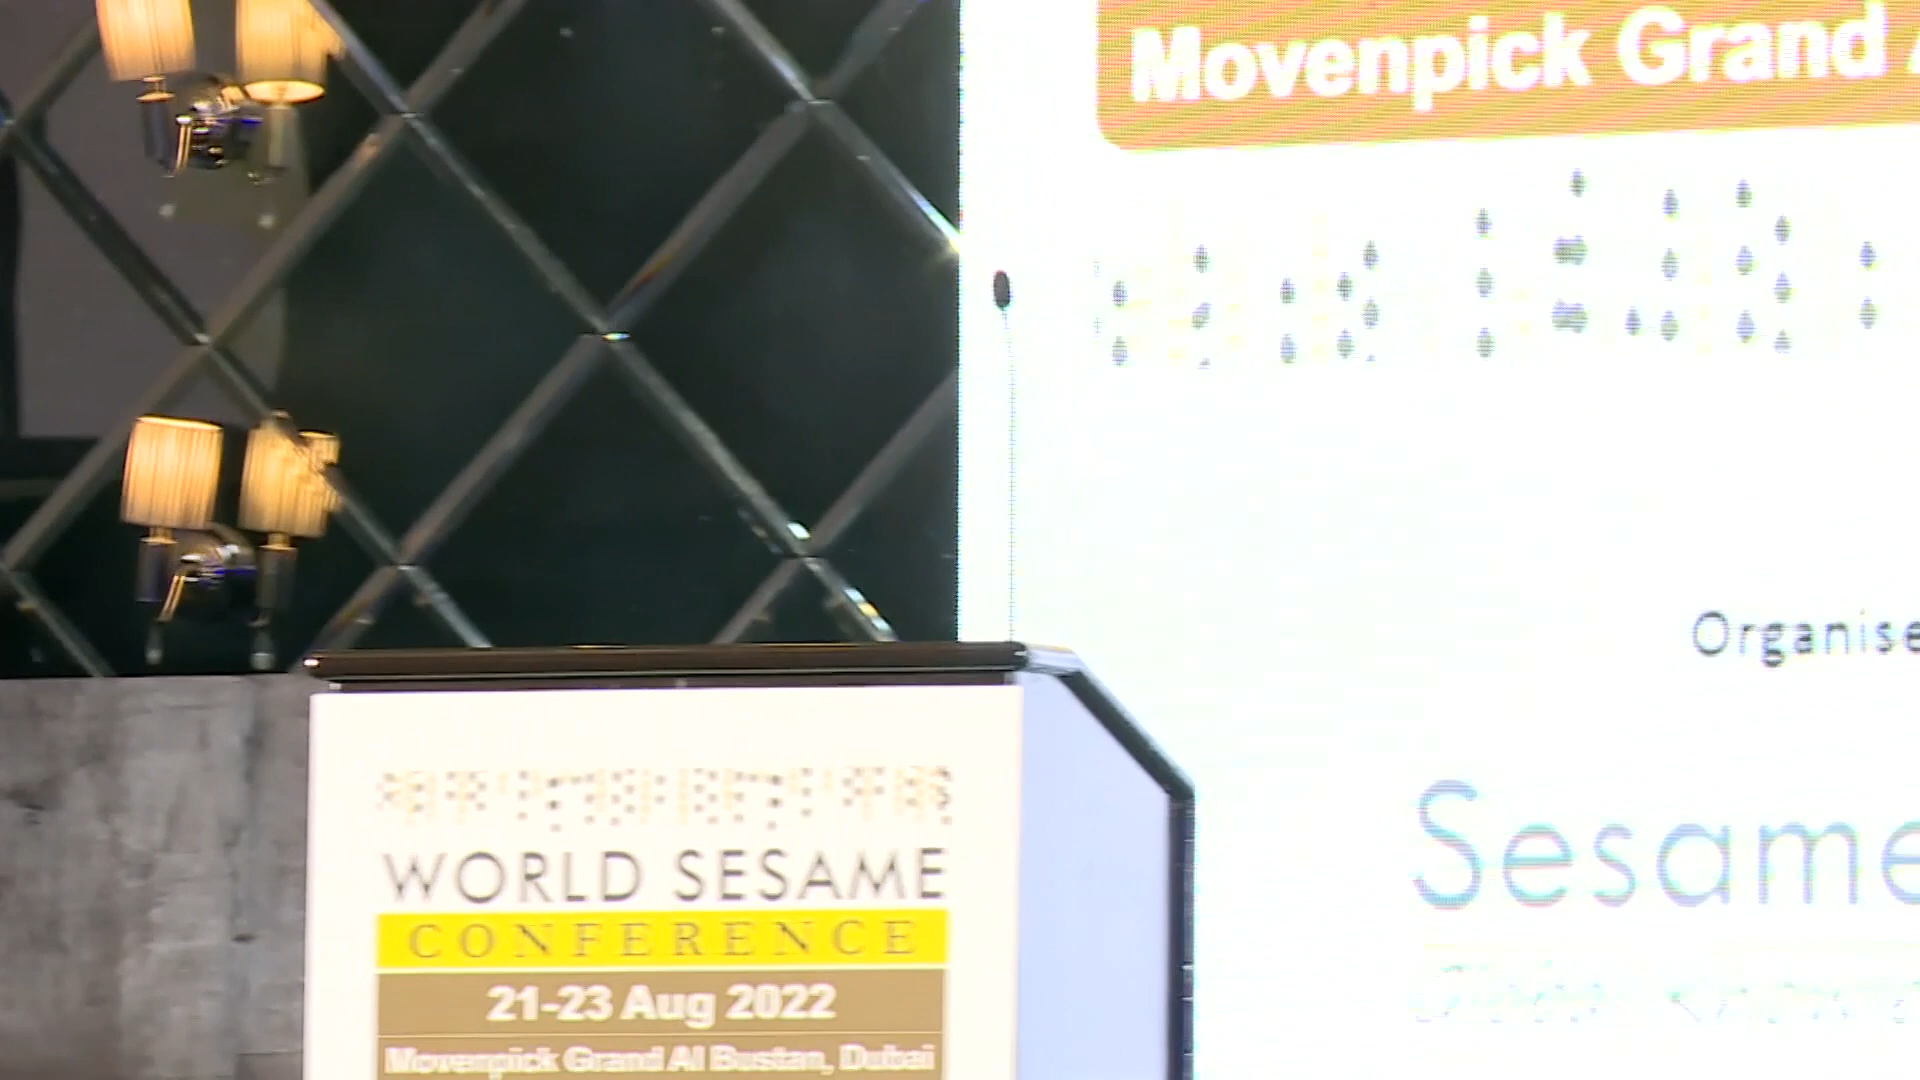 Movenpick Grand
Organise
Sesame
WORLD SESAME
CONFERENCE
21-23 Aug 2022
Movenpick Grand Al Bustan, Dubai